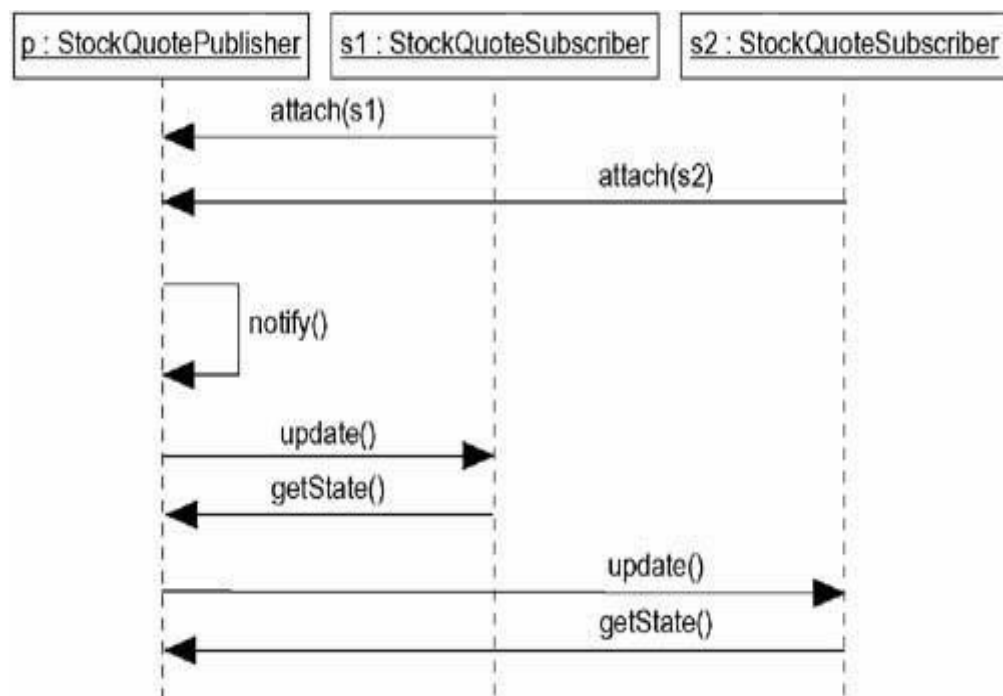 p : StockQuotePublisher
s1 : StockQuoteSubscriber
s2 : StockQuoteSubscriber
attach(s1)
attach(s2)
notify()
update()
getState()
update()
getState()